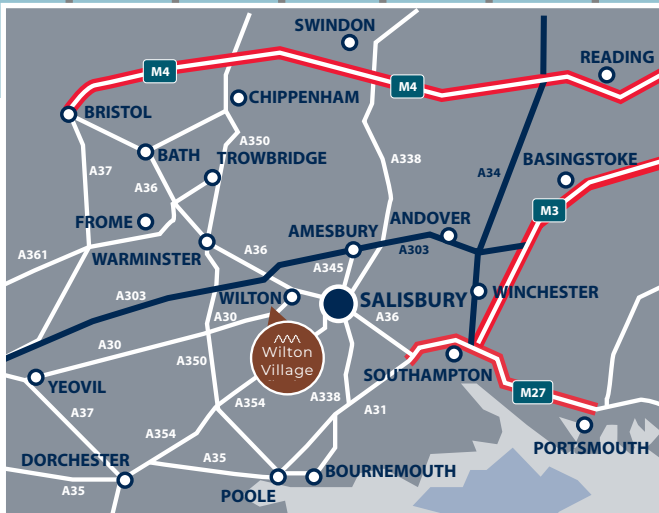 SWINDON
M4
READING
M4
CHIPPENHAM
BRISTOL
A350
A338
BATH
TROWBRIDGE
A37
A36
A34
BASINGSTOKE
M3
FROME
AMESBURY
ANDOVER
A361
WARMINSTER
A36
A303
A345
A303
WILTON
SALISBURY
WINCHESTER
A30
A36
A30
A350
Wilton
Village
YEOVIL
SOUTHAMPTON
M27
A37
A354
A338
A31
A354
PORTSMOUTH
DORCHESTER
A35
BOURNEMOUTH
A35
POOLE